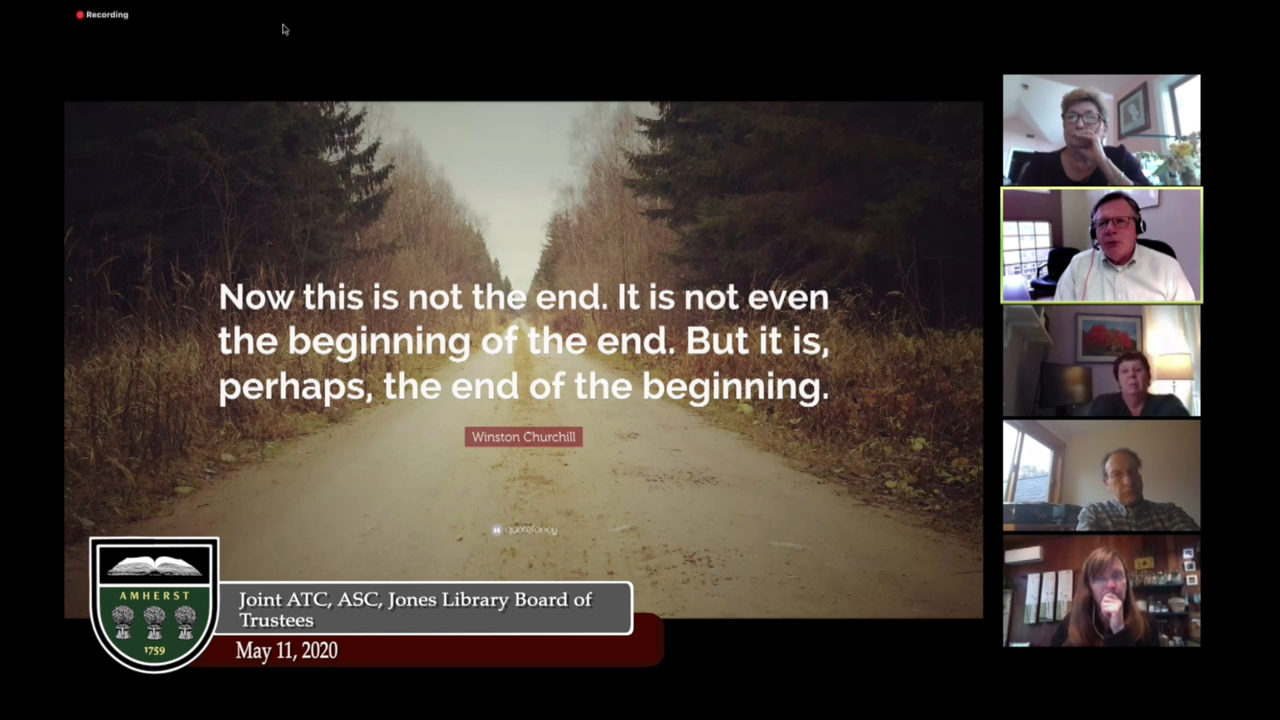 Recording
Now this is not the end. It is not even
the beginning of the end. But it is,
perhaps, the end of the beginning.
Winston Churchill
quotefancy
AMHERST
1759
Joint ATC, ASC, Jones Library Board of
Trustees
May 11, 2020